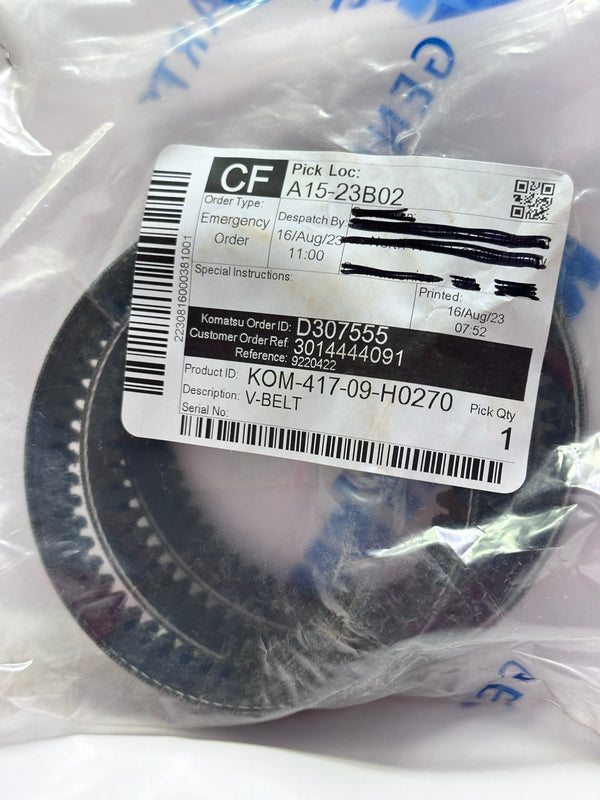 CF
Pick Loc:
A15-23B02
Order Type:
Emergency
Order
Despatch By
16/Aug/23
11:00
Special Instructions:
Printed:
16/Aug/23
07:52
Komatsu Order ID: D307555
Customer Order Ref: 3014444091
Reference: 9220422
Product ID: KOM-417-09-H0270
Description: V-BELT
Serial No:
Pick Qty
1
2230816000381001
GEN